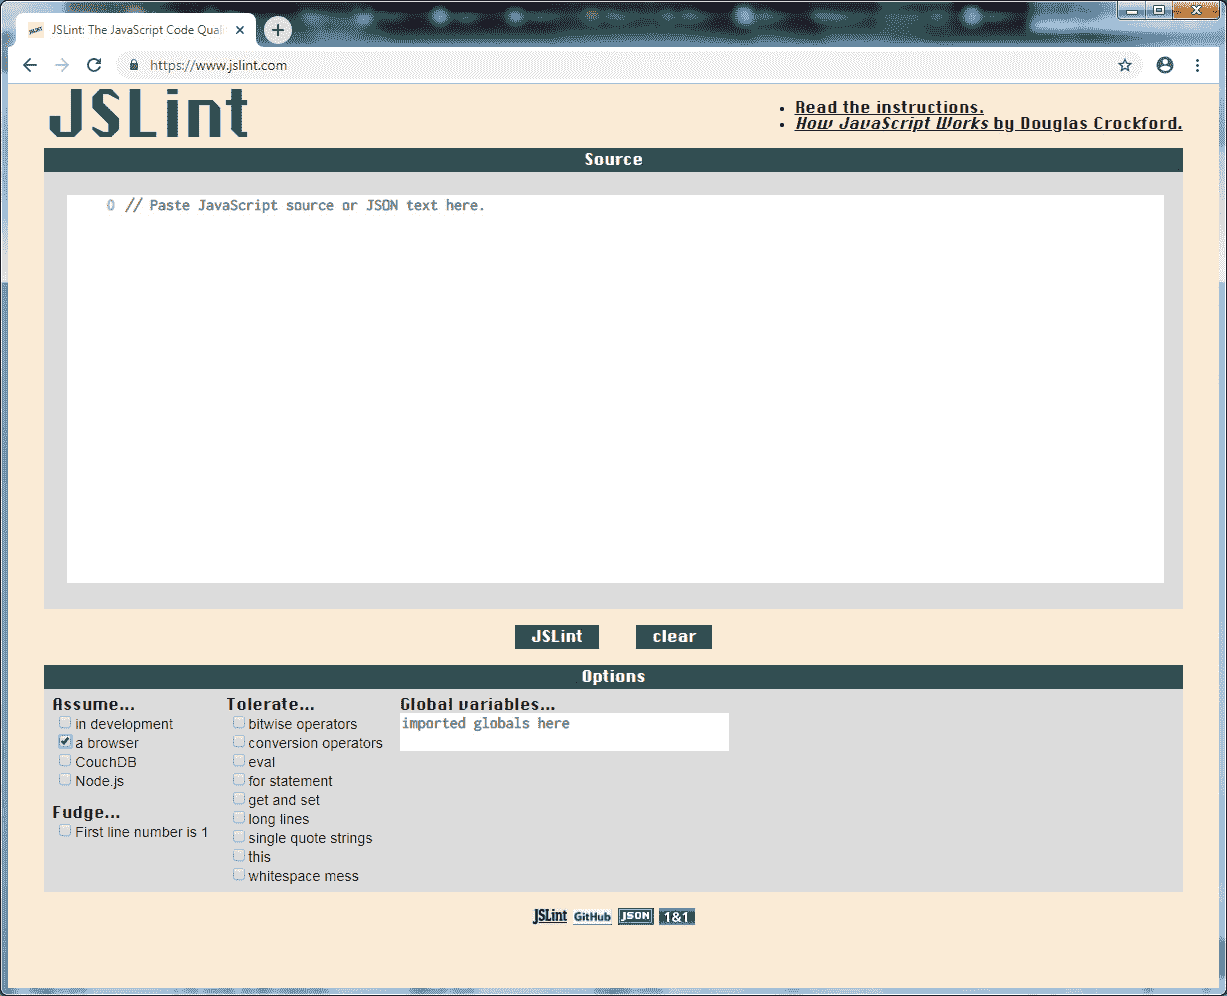 JSLint: The JavaScript Code Quali
https://www.jslint.com
JSLint
Read the instructions.
How JavaScript Works by Douglas Crockford.
Source
0 // Paste JavaScript source or JSON text here.
JSLint clear
Options
Assume...
in development
a browser
CouchDB
Node.js
Fudge...
First line number is 1
Tolerate...
bitwise operators
conversion operators
eval
for statement
get and set
long lines
single quote strings
this
whitespace mess
Global variables...
imported globals here
JSLint GitHub JSON 1&1